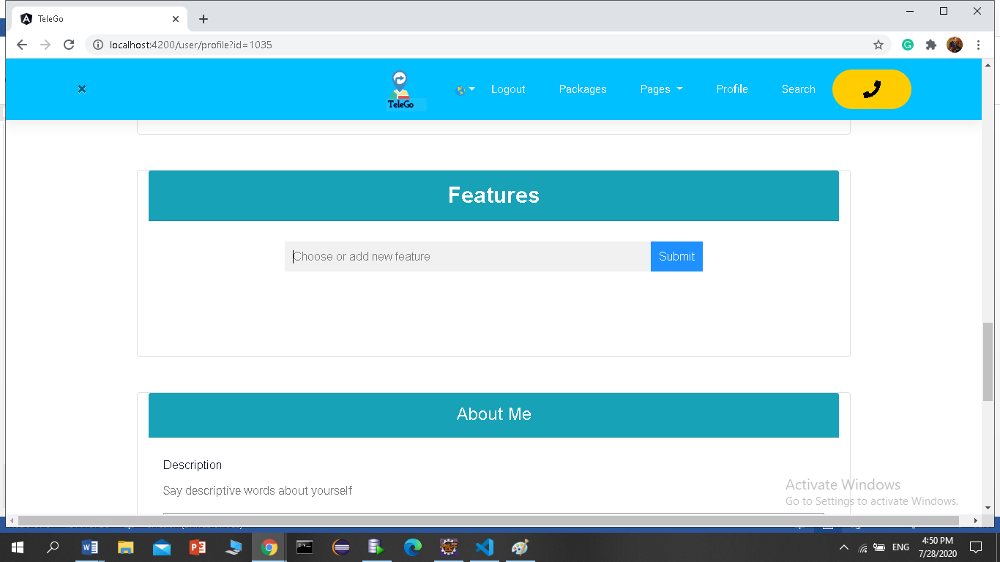 TeleGo
localhost:4200/user/profile?id=1035
TeleGo
Logout
Packages
Pages
Profile
Search
Features
Choose or add new feature
Submit
About Me
Description
Say descriptive words about yourself
Activate Windows
Go to Settings to activate Windows.
ENG
4:50 PM
7/28/2020